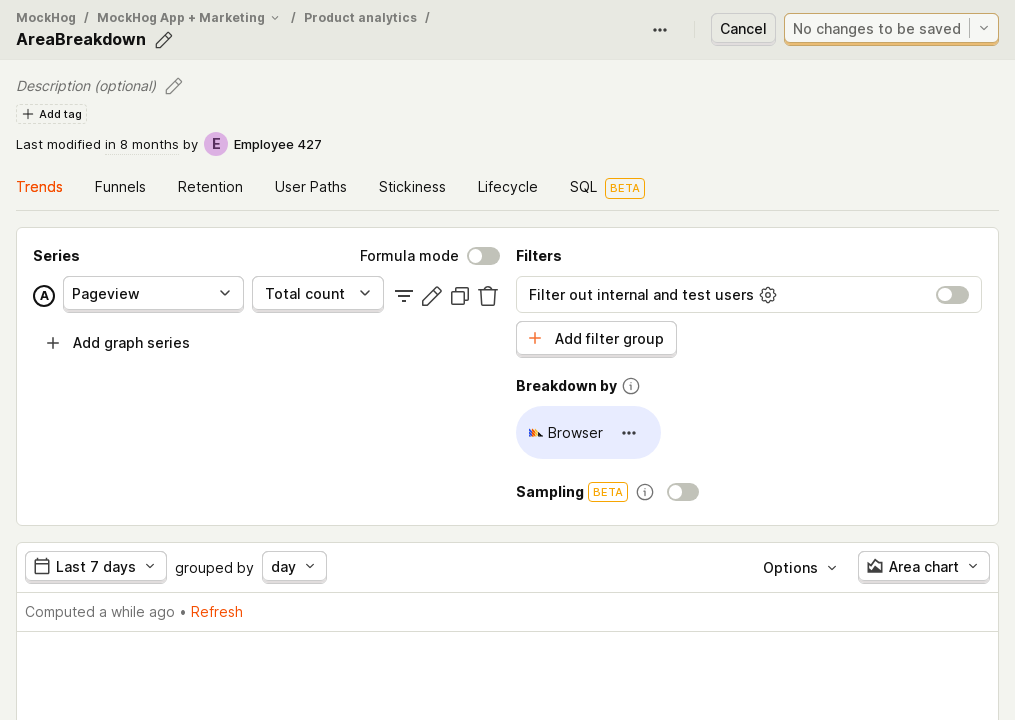 MockHog / MockHog App + Marketing / Product analytics /
AreaBreakdown
Cancel
No changes to be saved
Description (optional)
Add tag
Last modified in 8 months by E Employee 427
Trends Funnels Retention User Paths Stickiness Lifecycle SQL BETA
Series
Formula mode
A Pageview Total count
Add graph series
Filters
Filter out internal and test users
Add filter group
Breakdown by
Browser
Sampling BETA
Last 7 days grouped by day Options Area chart
Computed a while ago • Refresh